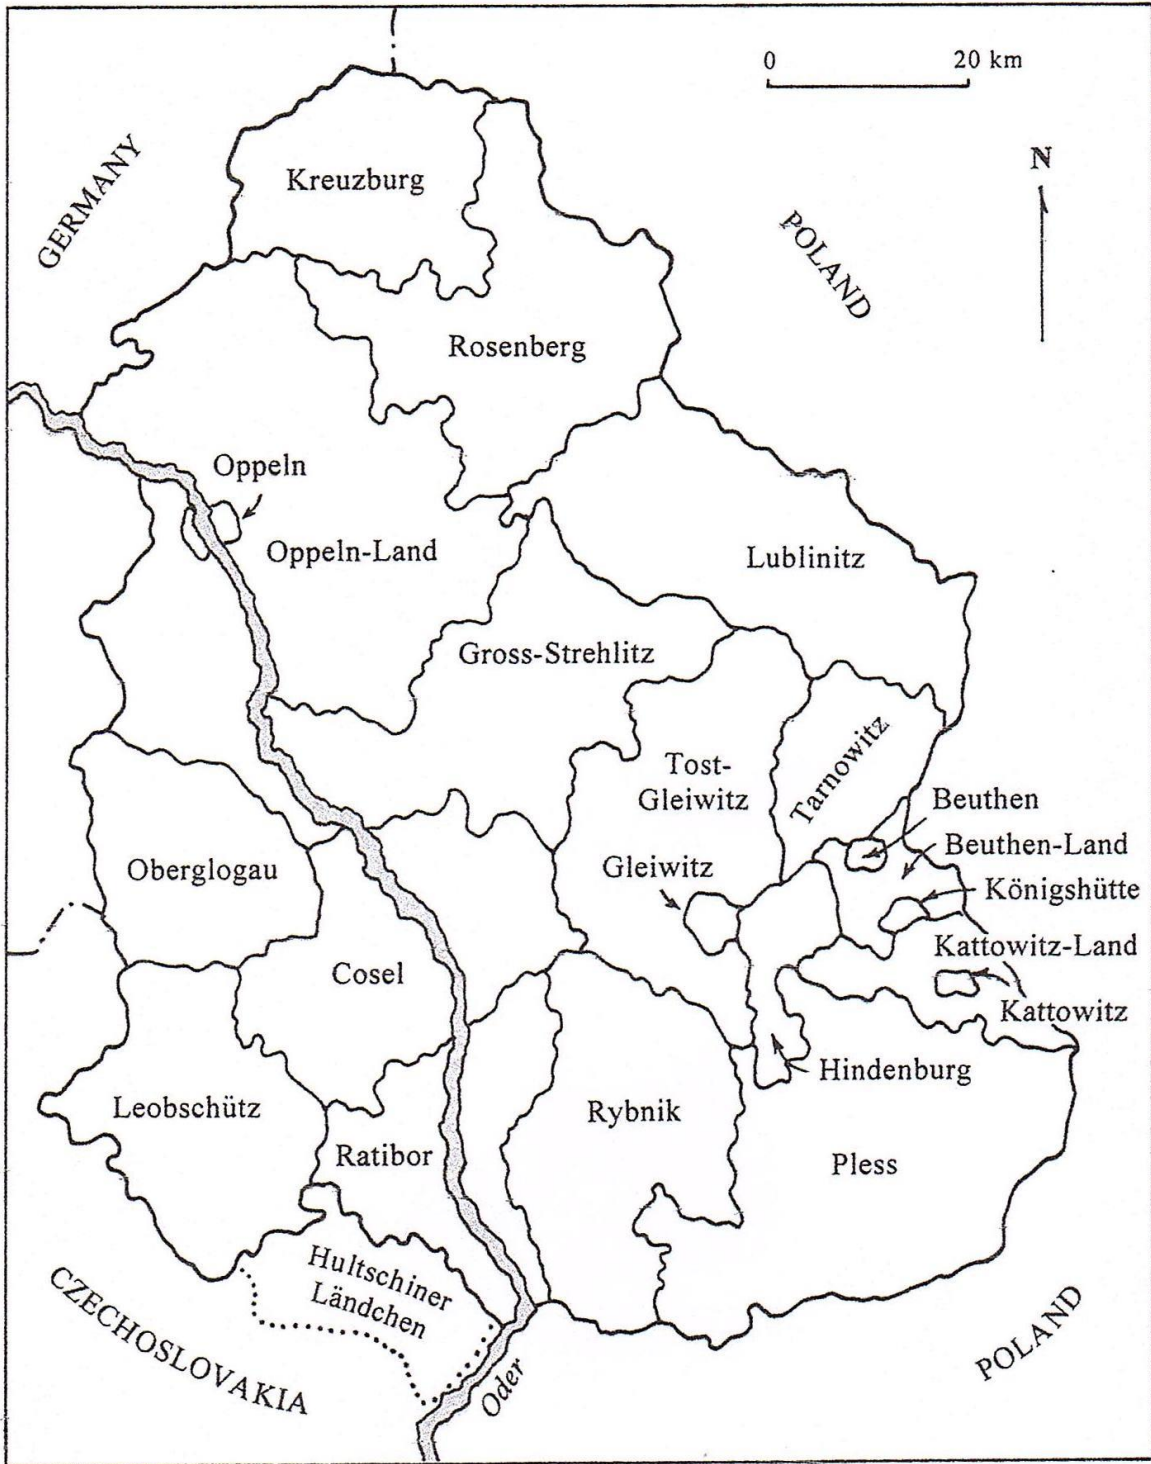 0 20 km
N
GERMANY
POLAND
Kreuzburg
Rosenberg
Oppeln
Oppeln-Land
Lublinitz
Gross-Strehlitz
Tost-
Gleiwitz
Tarnowitz
Beuthen
Beuthen-Land
Gleiwitz
Königshütte
Oberglogau
Kattowitz-Land
Cosel
Kattowitz
Hindenburg
Leobschütz
Rybnik
Ratibor
Pless
Hultschiner
Ländchen
CZECHOSLOVAKIA
Oder
POLAND